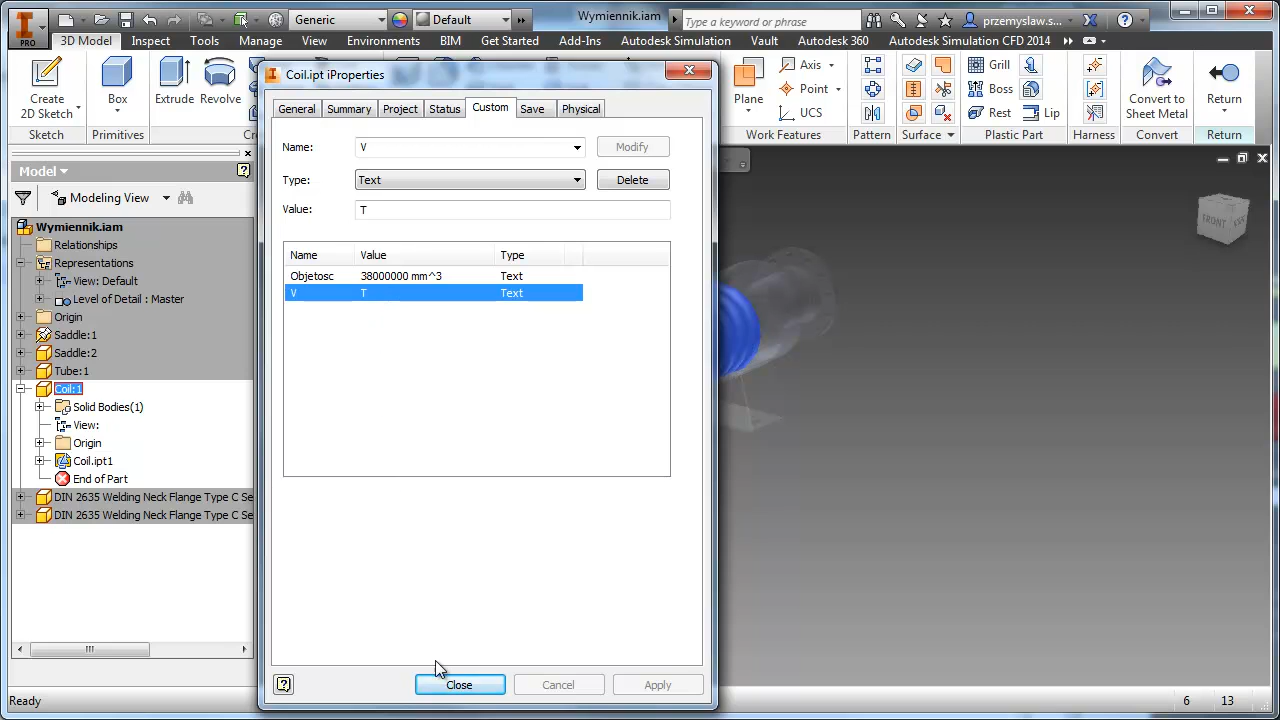 Generic
Default
Wymiennik.iam
Type a keyword or phrase
przemyslaw.s...
PRO
3D Model
Inspect
Tools
Manage
View
Environments
BIM
Get Started
Add-Ins
Autodesk Simulation
Vault
Autodesk 360
Autodesk Simulation CFD 2014
Create
2D Sketch
Box
Extrude
Revolve
Plane
Axis
Point
UCS
Grill
Boss
Rest
Lip
Convert to
Sheet Metal
Return
Sketch
Primitives
Work Features
Pattern
Surface
Plastic Part
Harness
Convert
Return
Model
Modeling View
Wymiennik.iam
Relationships
Representations
View: Default
Level of Detail : Master
Origin
Saddle:1
Saddle:2
Tube:1
Coil:1
Solid Bodies(1)
View:
Origin
Coil.ipt1
End of Part
DIN 2635 Welding Neck Flange Type C Se
DIN 2635 Welding Neck Flange Type C Se
Coil.ipt iProperties
General
Summary
Project
Status
Custom
Save
Physical
Name:
V
Modify
Type:
Text
Delete
Value:
T
Name Value Type
Objetosc 38000000 mm^3 Text
V T Text
Close
Cancel
Apply
FRONT
Ready
6 13